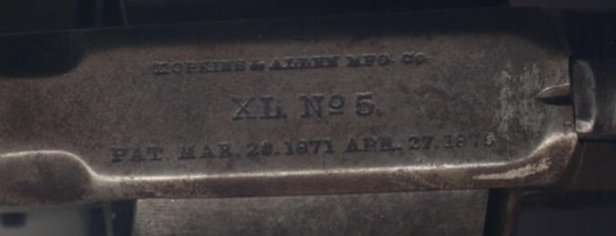 HOPKINS & ALLEN MFG. CO.
XL. No 5.
PAT. MAR. 28. 1871 APR. 27. 1875